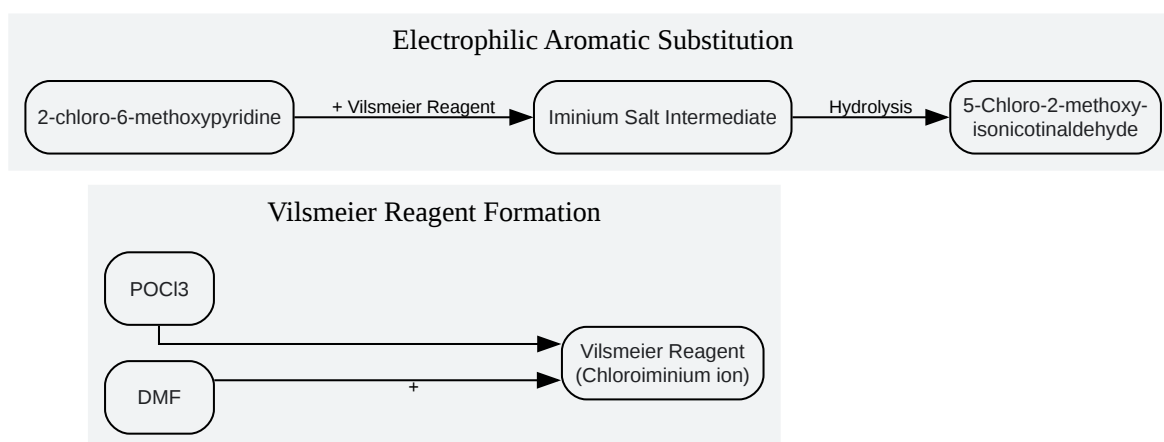 Electrophilic Aromatic Substitution
2-chloro-6-methoxypyridine
+ Vilsmeier Reagent
Iminium Salt Intermediate
Hydrolysis
5-Chloro-2-methoxy-
isonicotinaldehyde
Vilsmeier Reagent Formation
POCl3
DMF
+
Vilsmeier Reagent
(Chloroiminium ion)